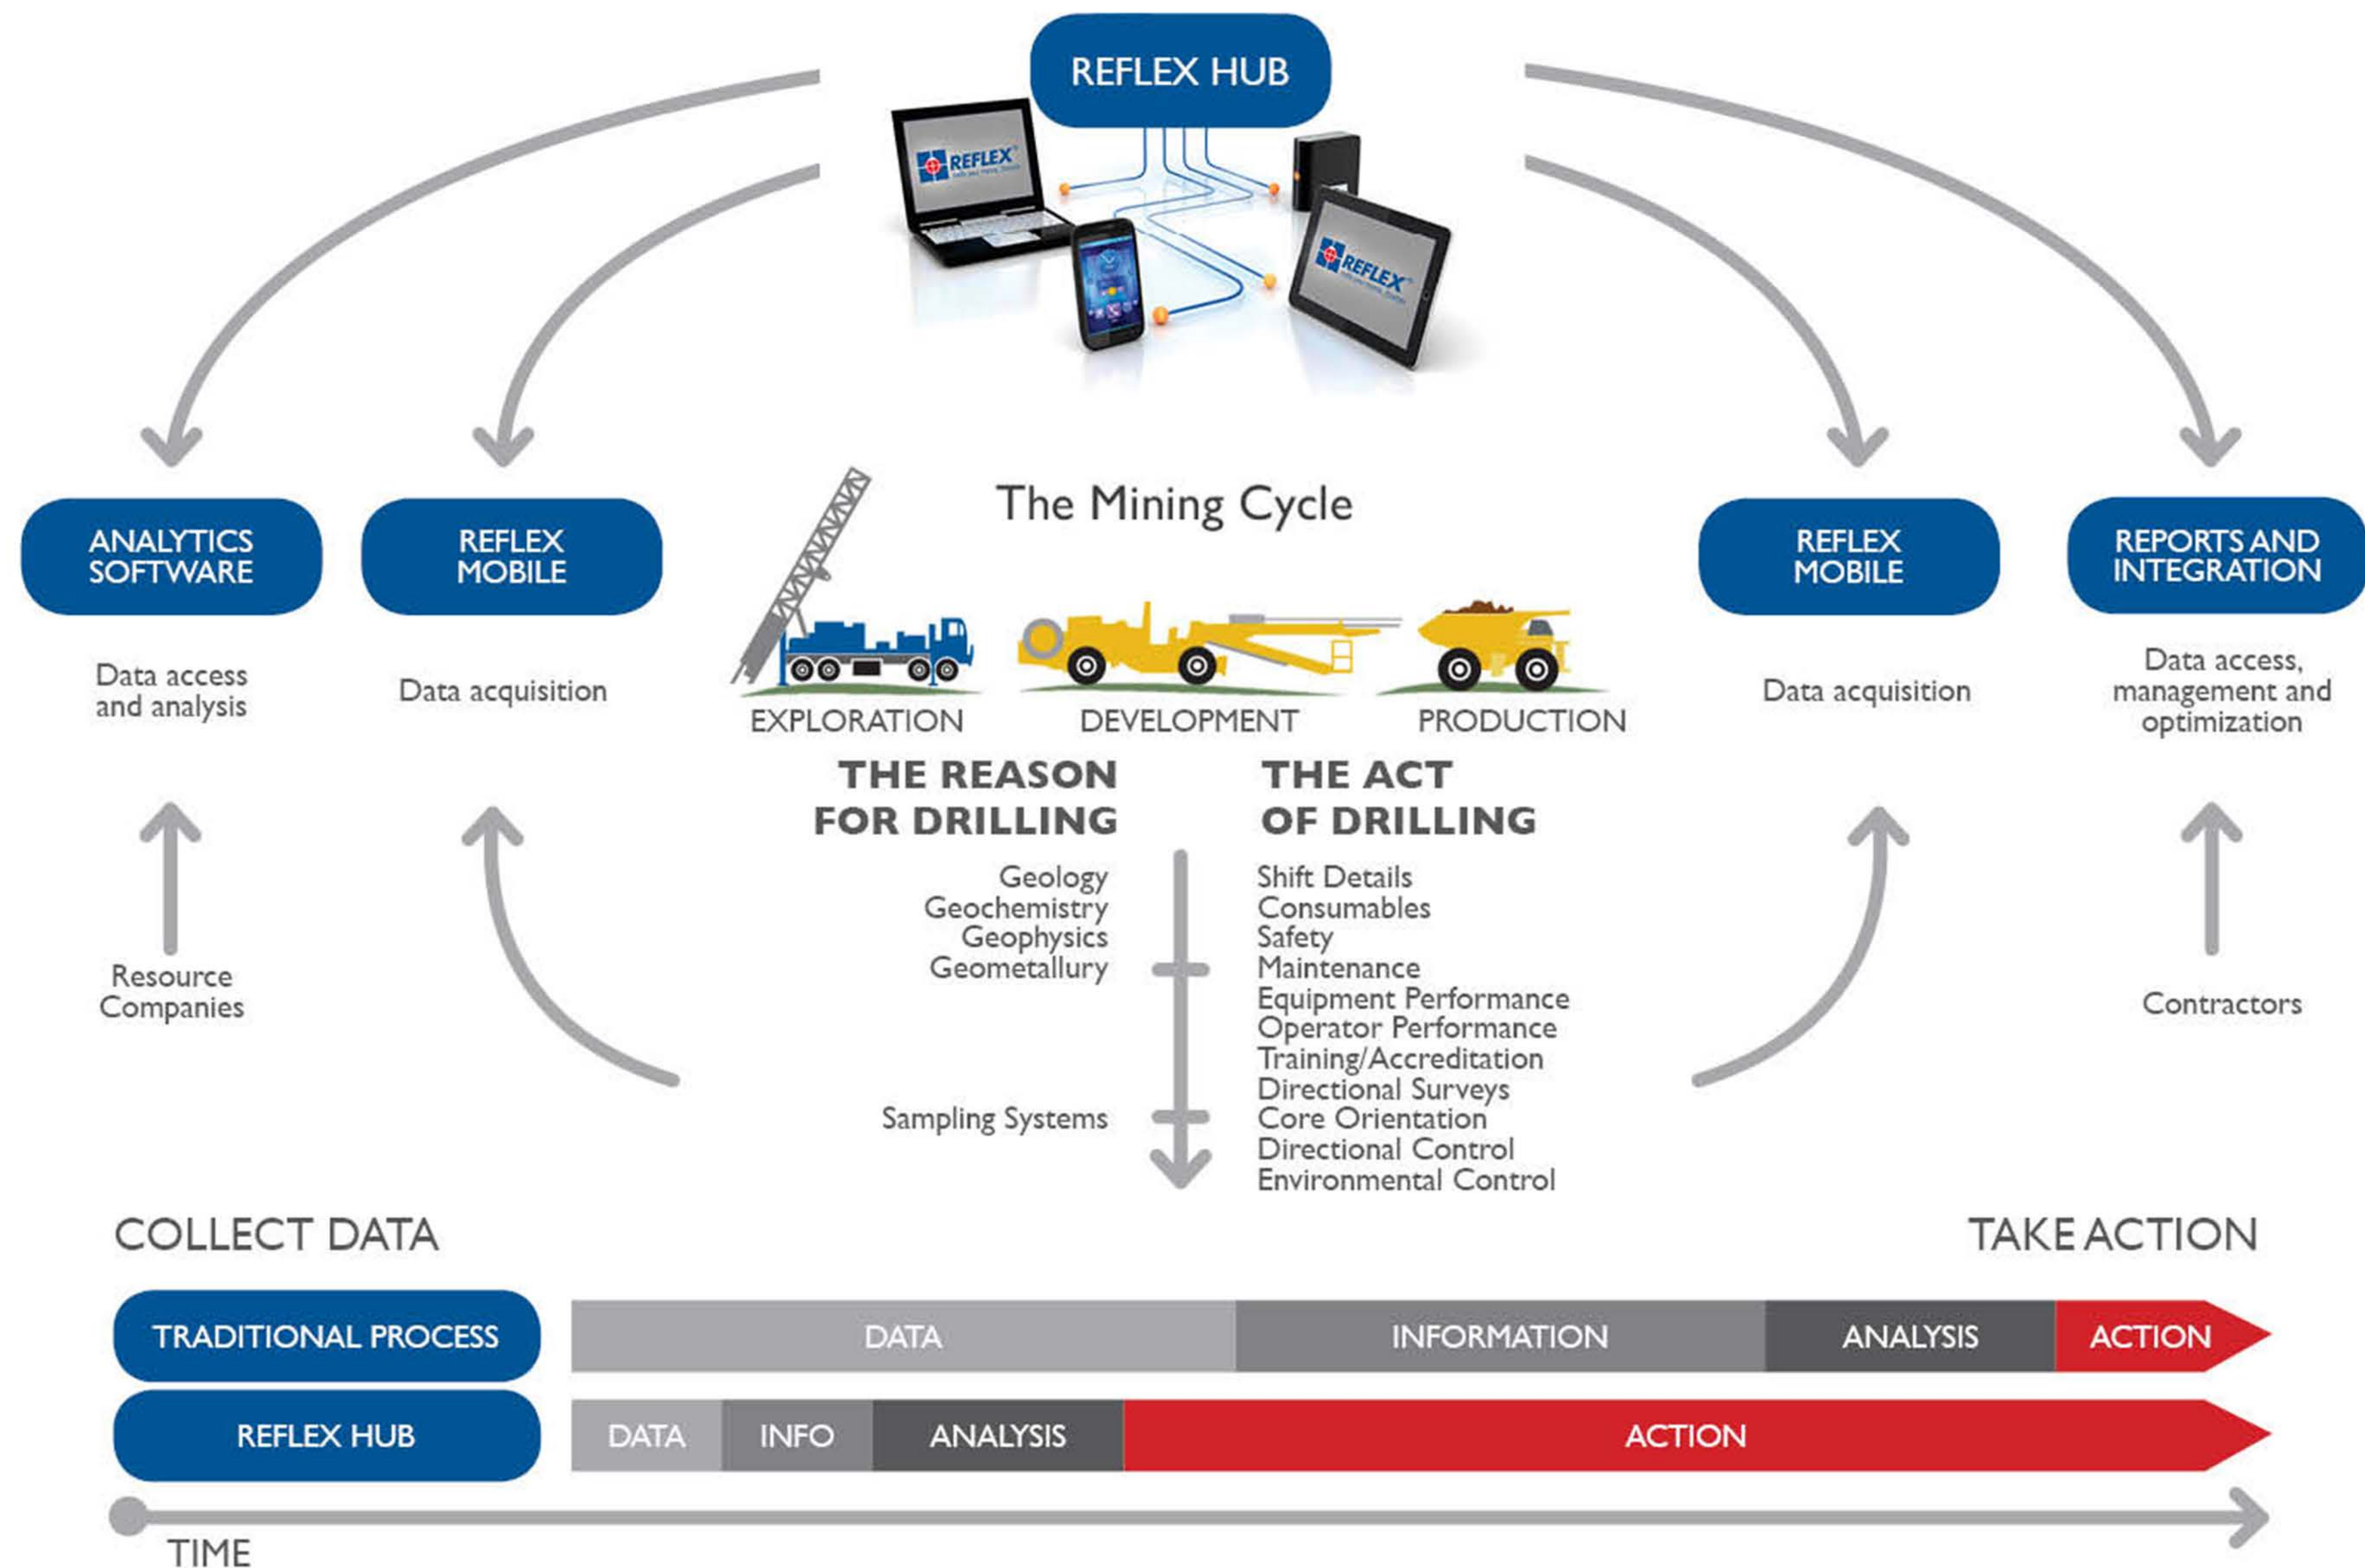 REFLEX HUB
REFLEX
REFLEX
The Mining Cycle
ANALYTICS
SOFTWARE
Data access
and analysis
Resource
Companies
REFLEX
MOBILE
Data acquisition
EXPLORATION
DEVELOPMENT
PRODUCTION
THE REASON
FOR DRILLING
Geology
Geochemistry
Geophysics
Geometallury
Sampling Systems
THE ACT
OF DRILLING
Shift Details
Consumables
Safety
Maintenance
Equipment Performance
Operator Performance
Training/Accreditation
Directional Surveys
Core Orientation
Directional Control
Environmental Control
REFLEX
MOBILE
Data acquisition
REPORTS AND
INTEGRATION
Data access,
management and
optimization
Contractors
COLLECT DATA
TAKE ACTION
TRADITIONAL PROCESS
DATA
INFORMATION
ANALYSIS
ACTION
REFLEX HUB
DATA
INFO
ANALYSIS
ACTION
TIME